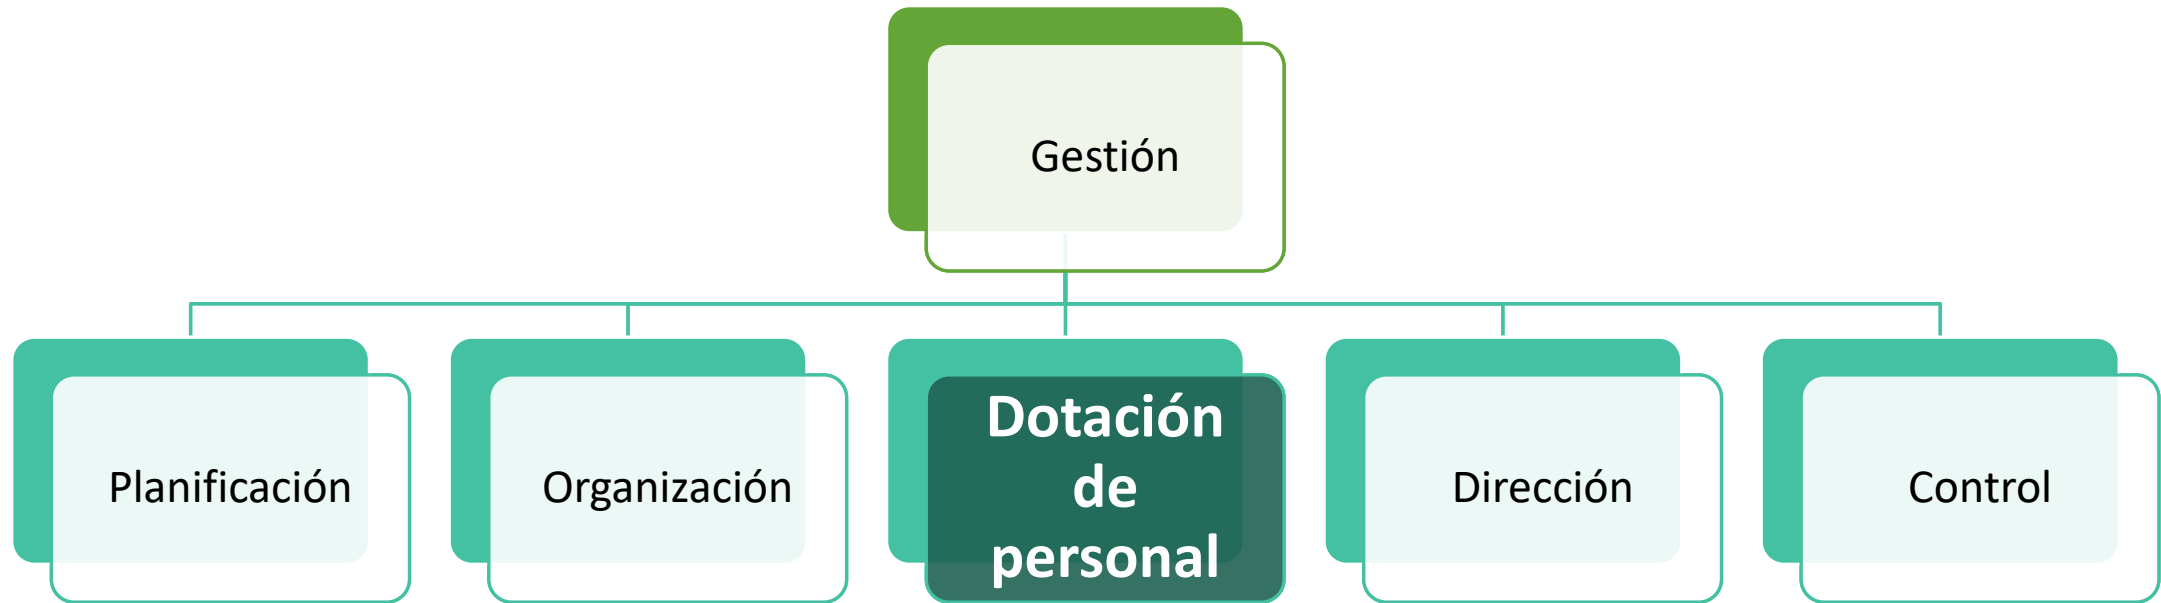 Gestión
Planificación
Organización
Dotación
de
personal
Dirección
Control